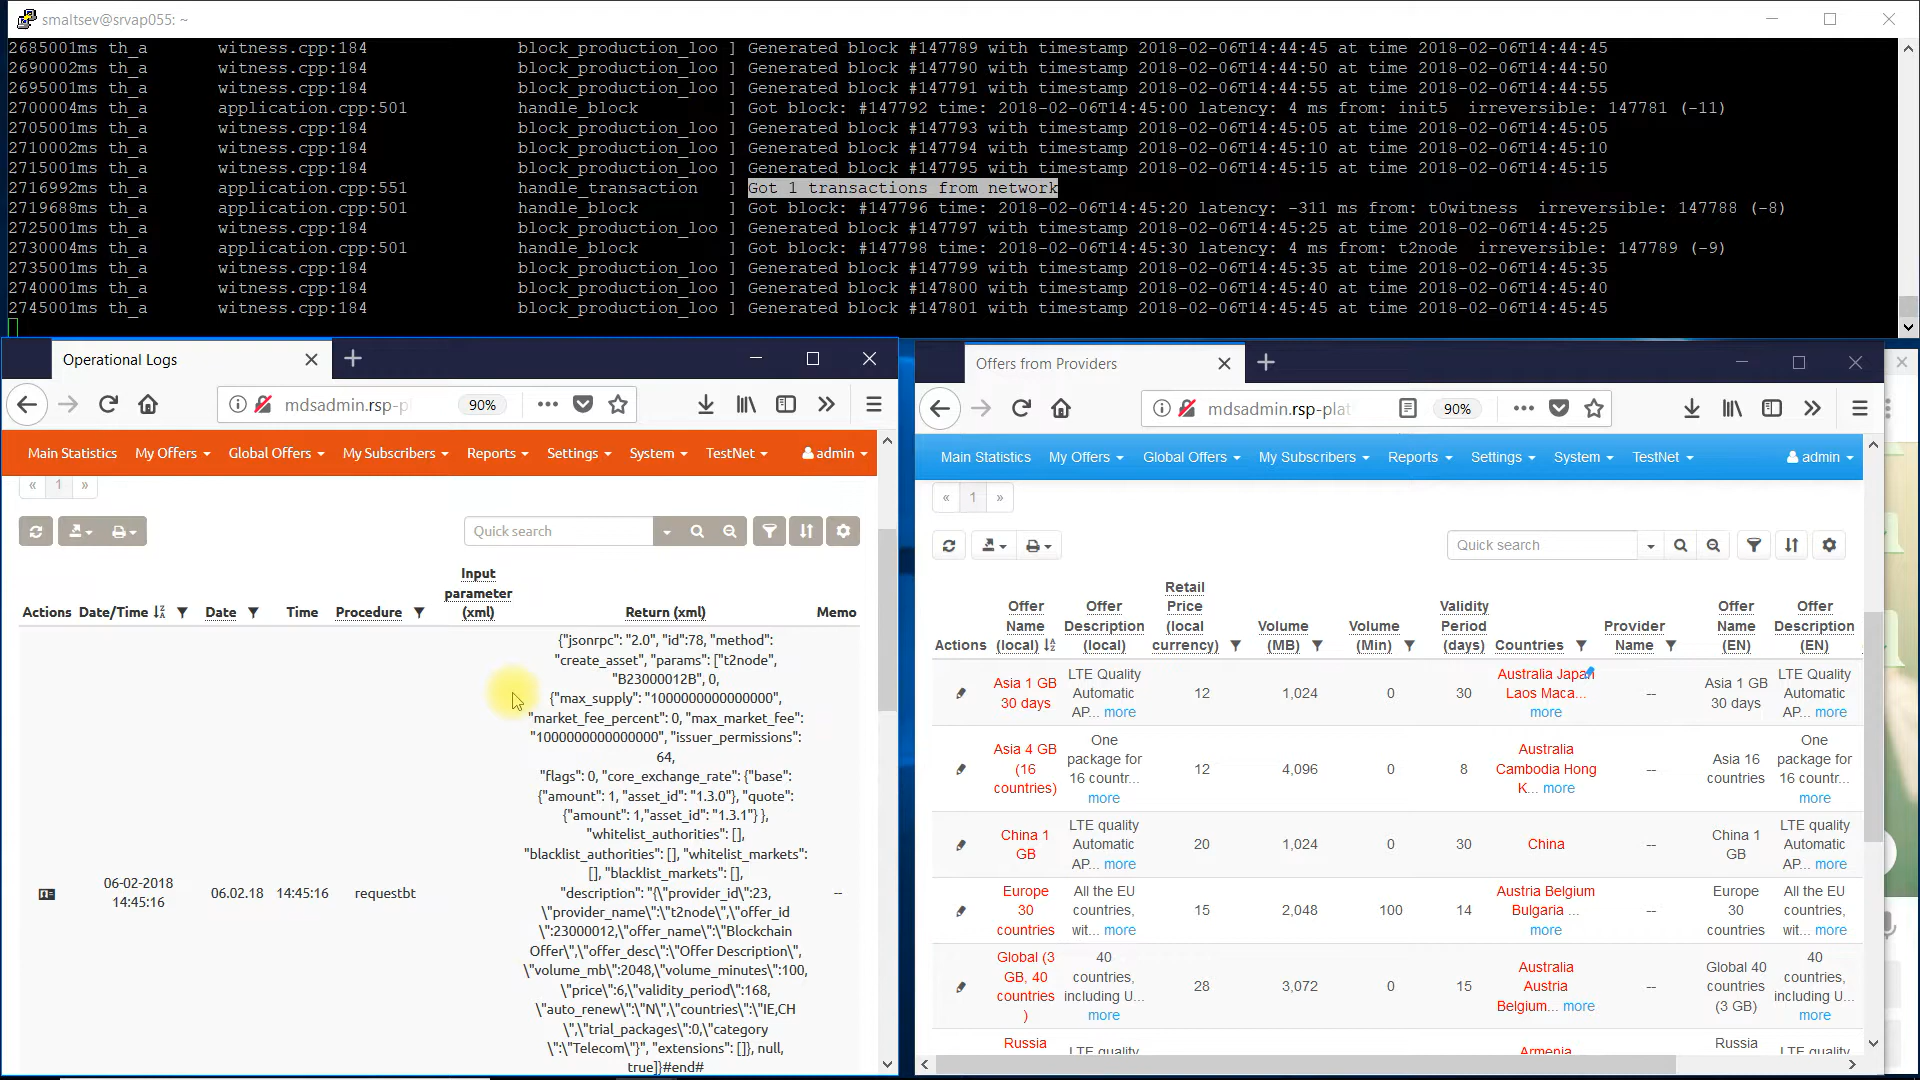 smaltsev@srvap055: ~
2685001ms th_a witness.cpp:184 block_production_loo ] Generated block #147789 with timestamp 2018-02-06T14:44:45 at time 2018-02-06T14:44:45
2690002ms th_a witness.cpp:184 block_production_loo ] Generated block #147790 with timestamp 2018-02-06T14:44:50 at time 2018-02-06T14:44:50
2695001ms th_a witness.cpp:184 block_production_loo ] Generated block #147791 with timestamp 2018-02-06T14:44:55 at time 2018-02-06T14:44:55
2700004ms th_a application.cpp:501 handle_block ] Got block: #147792 time: 2018-02-06T14:45:00 latency: 4 ms from: init5 irreversible: 147781 (-11)
2705001ms th_a witness.cpp:184 block_production_loo ] Generated block #147793 with timestamp 2018-02-06T14:45:05 at time 2018-02-06T14:45:05
2710002ms th_a witness.cpp:184 block_production_loo ] Generated block #147794 with timestamp 2018-02-06T14:45:10 at time 2018-02-06T14:45:10
2715001ms th_a witness.cpp:184 block_production_loo ] Generated block #147795 with timestamp 2018-02-06T14:45:15 at time 2018-02-06T14:45:15
2716992ms th_a application.cpp:551 handle_transaction ] Got 1 transactions from network
2719688ms th_a application.cpp:501 handle_block ] Got block: #147796 time: 2018-02-06T14:45:20 latency: -311 ms from: t0witness irreversible: 147788 (-8)
2725001ms th_a witness.cpp:184 block_production_loo ] Generated block #147797 with timestamp 2018-02-06T14:45:25 at time 2018-02-06T14:45:25
2730004ms th_a application.cpp:501 handle_block ] Got block: #147798 time: 2018-02-06T14:45:30 latency: 4 ms from: t2node irreversible: 147789 (-9)
2735001ms th_a witness.cpp:184 block_production_loo ] Generated block #147799 with timestamp 2018-02-06T14:45:35 at time 2018-02-06T14:45:35
2740001ms th_a witness.cpp:184 block_production_loo ] Generated block #147800 with timestamp 2018-02-06T14:45:40 at time 2018-02-06T14:45:40
2745001ms th_a witness.cpp:184 block_production_loo ] Generated block #147801 with timestamp 2018-02-06T14:45:45 at time 2018-02-06T14:45:45
Operational Logs
mdsadmin.rsp-pl 90%
Main Statistics My Offers Global Offers My Subscribers Reports Settings System TestNet admin
« 1 »
Quick search
Input
parameter
Actions Date/Time Date Time Procedure (xml) Return (xml) Memo
{"jsonrpc": "2.0", "id":78, "method":
"create_asset", "params": ["t2node",
"B23000012B", 0,
{"max_supply": "1000000000000000",
"market_fee_percent": 0, "max_market_fee":
"1000000000000000", "issuer_permissions":
64,
"flags": 0, "core_exchange_rate": {"base":
{"amount": 1, "asset_id": "1.3.0"}, "quote":
{"amount": 1,"asset_id": "1.3.1"} },
"whitelist_authorities": [],
"blacklist_authorities": [], "whitelist_markets":
[], "blacklist_markets": [],
"description": "{\"provider_id\":23,
\"provider_name\":\"t2node\",\"offer_id
\":23000012,\"offer_name\":\"Blockchain
Offer\",\"offer_desc\":\"Offer Description\",
\"volume_mb\":2048,\"volume_minutes\":100,
\"price\":6,\"validity_period\":168,
\"auto_renew\":\"N\",\"countries\":\"IE,CH
\",\"trial_packages\":0,\"category
\":\"Telecom\"}", "extensions": []}, null,
true]}#end#
06-02-2018
14:45:16
06.02.18 14:45:16 requestbt --
Offers from Providers
mdsadmin.rsp-plat 90%
Main Statistics My Offers Global Offers My Subscribers Reports Settings System TestNet admin
« 1 »
Quick search
Actions
Offer
Name
(local)
Offer
Description
(local)
Retail
Price
(local
currency)
Volume
(MB)
Volume
(Min)
Validity
Period
(days)
Countries
Provider
Name
Offer
Name
(EN)
Offer
Description
(EN)
Asia 1 GB
30 days
LTE Quality
Automatic
AP... more
12 1,024 0 30
Australia Japan
Laos Maca...
more
--
Asia 1 GB
30 days
LTE Quality
Automatic
AP... more
Asia 4 GB
(16
countries)
One
package for
16 countr...
more
12 4,096 0 8
Australia
Cambodia Hong
K... more
--
Asia 16
countries
One
package for
16 countr...
more
China 1
GB
LTE quality
Automatic
AP... more
20 1,024 0 30
China
--
China 1
GB
LTE quality
Automatic
AP... more
Europe
30
countries
All the EU
countries,
wit... more
15 2,048 100 14
Austria Belgium
Bulgaria ...
more
--
Europe
30
countries
All the EU
countries,
wit... more
Global (3
GB, 40
countries
)
40
countries,
including U...
more
28 3,072 0 15
Australia
Austria
Belgium... more
--
Global 40
countries
(3 GB)
40
countries,
including U...
more
Russia
LTE quality
Armenia
Russia
LTE quality